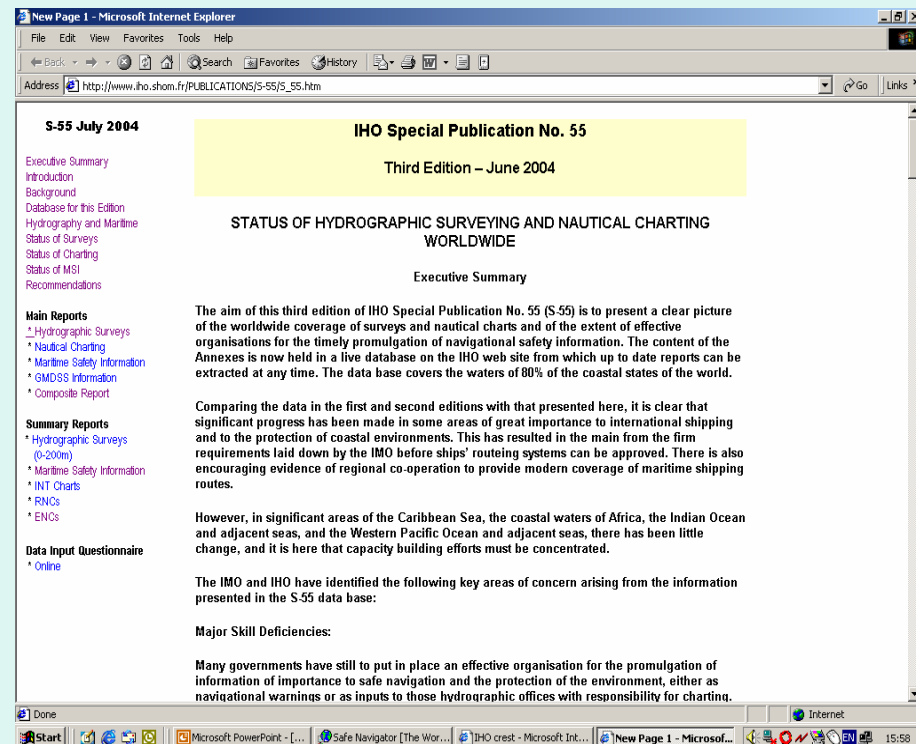 New Page 1 - Microsoft Internet Explorer
File Edit View Favorites Tools Help
Back Search Favorites History
Address http://www.iho.shom.fr/PUBLICATIONS/S-55/S_55.htm Go Links
S-55 July 2004
Executive Summary
Introduction
Background
Database for this Edition
Hydrography and Maritime
Status of Surveys
Status of Charting
Status of MSI
Recommendations
Main Reports
* Hydrographic Surveys
* Nautical Charting
* Maritime Safety Information
* GMDSS Information
* Composite Report
Summary Reports
* Hydrographic Surveys
(0-200m)
* Maritime Safety Information
* INT Charts
* RNCs
* ENCs
Data Input Questionnaire
* Online
IHO Special Publication No. 55
Third Edition – June 2004
STATUS OF HYDROGRAPHIC SURVEYING AND NAUTICAL CHARTING
WORLDWIDE
Executive Summary
The aim of this third edition of IHO Special Publication No. 55 (S-55) is to present a clear picture
of the worldwide coverage of surveys and nautical charts and of the extent of effective
organisations for the timely promulgation of navigational safety information. The content of the
Annexes is now held in a live database on the IHO web site from which up to date reports can be
extracted at any time. The data base covers the waters of 80% of the coastal states of the world.
Comparing the data in the first and second editions with that presented here, it is clear that
significant progress has been made in some areas of great importance to international shipping
and to the protection of coastal environments. This has resulted in the main from the firm
requirements laid down by the IMO before ships' routeing systems can be approved. There is also
encouraging evidence of regional co-operation to provide modern coverage of maritime shipping
routes.
However, in significant areas of the Caribbean Sea, the coastal waters of Africa, the Indian Ocean
and adjacent seas, and the Western Pacific Ocean and adjacent seas, there has been little
change, and it is here that capacity building efforts must be concentrated.
The IMO and IHO have identified the following key areas of concern arising from the information
presented in the S-55 data base:
Major Skill Deficiencies:
Many governments have still to put in place an effective organisation for the promulgation of
information of importance to safe navigation and the protection of the environment, either as
navigational warnings or as inputs to those hydrographic offices with responsibility for charting.
Done Internet
Start Microsoft PowerPoint - [... Safe Navigator [The Wor... IHO crest - Microsoft Int... New Page 1 - Microsof... EN 15:58